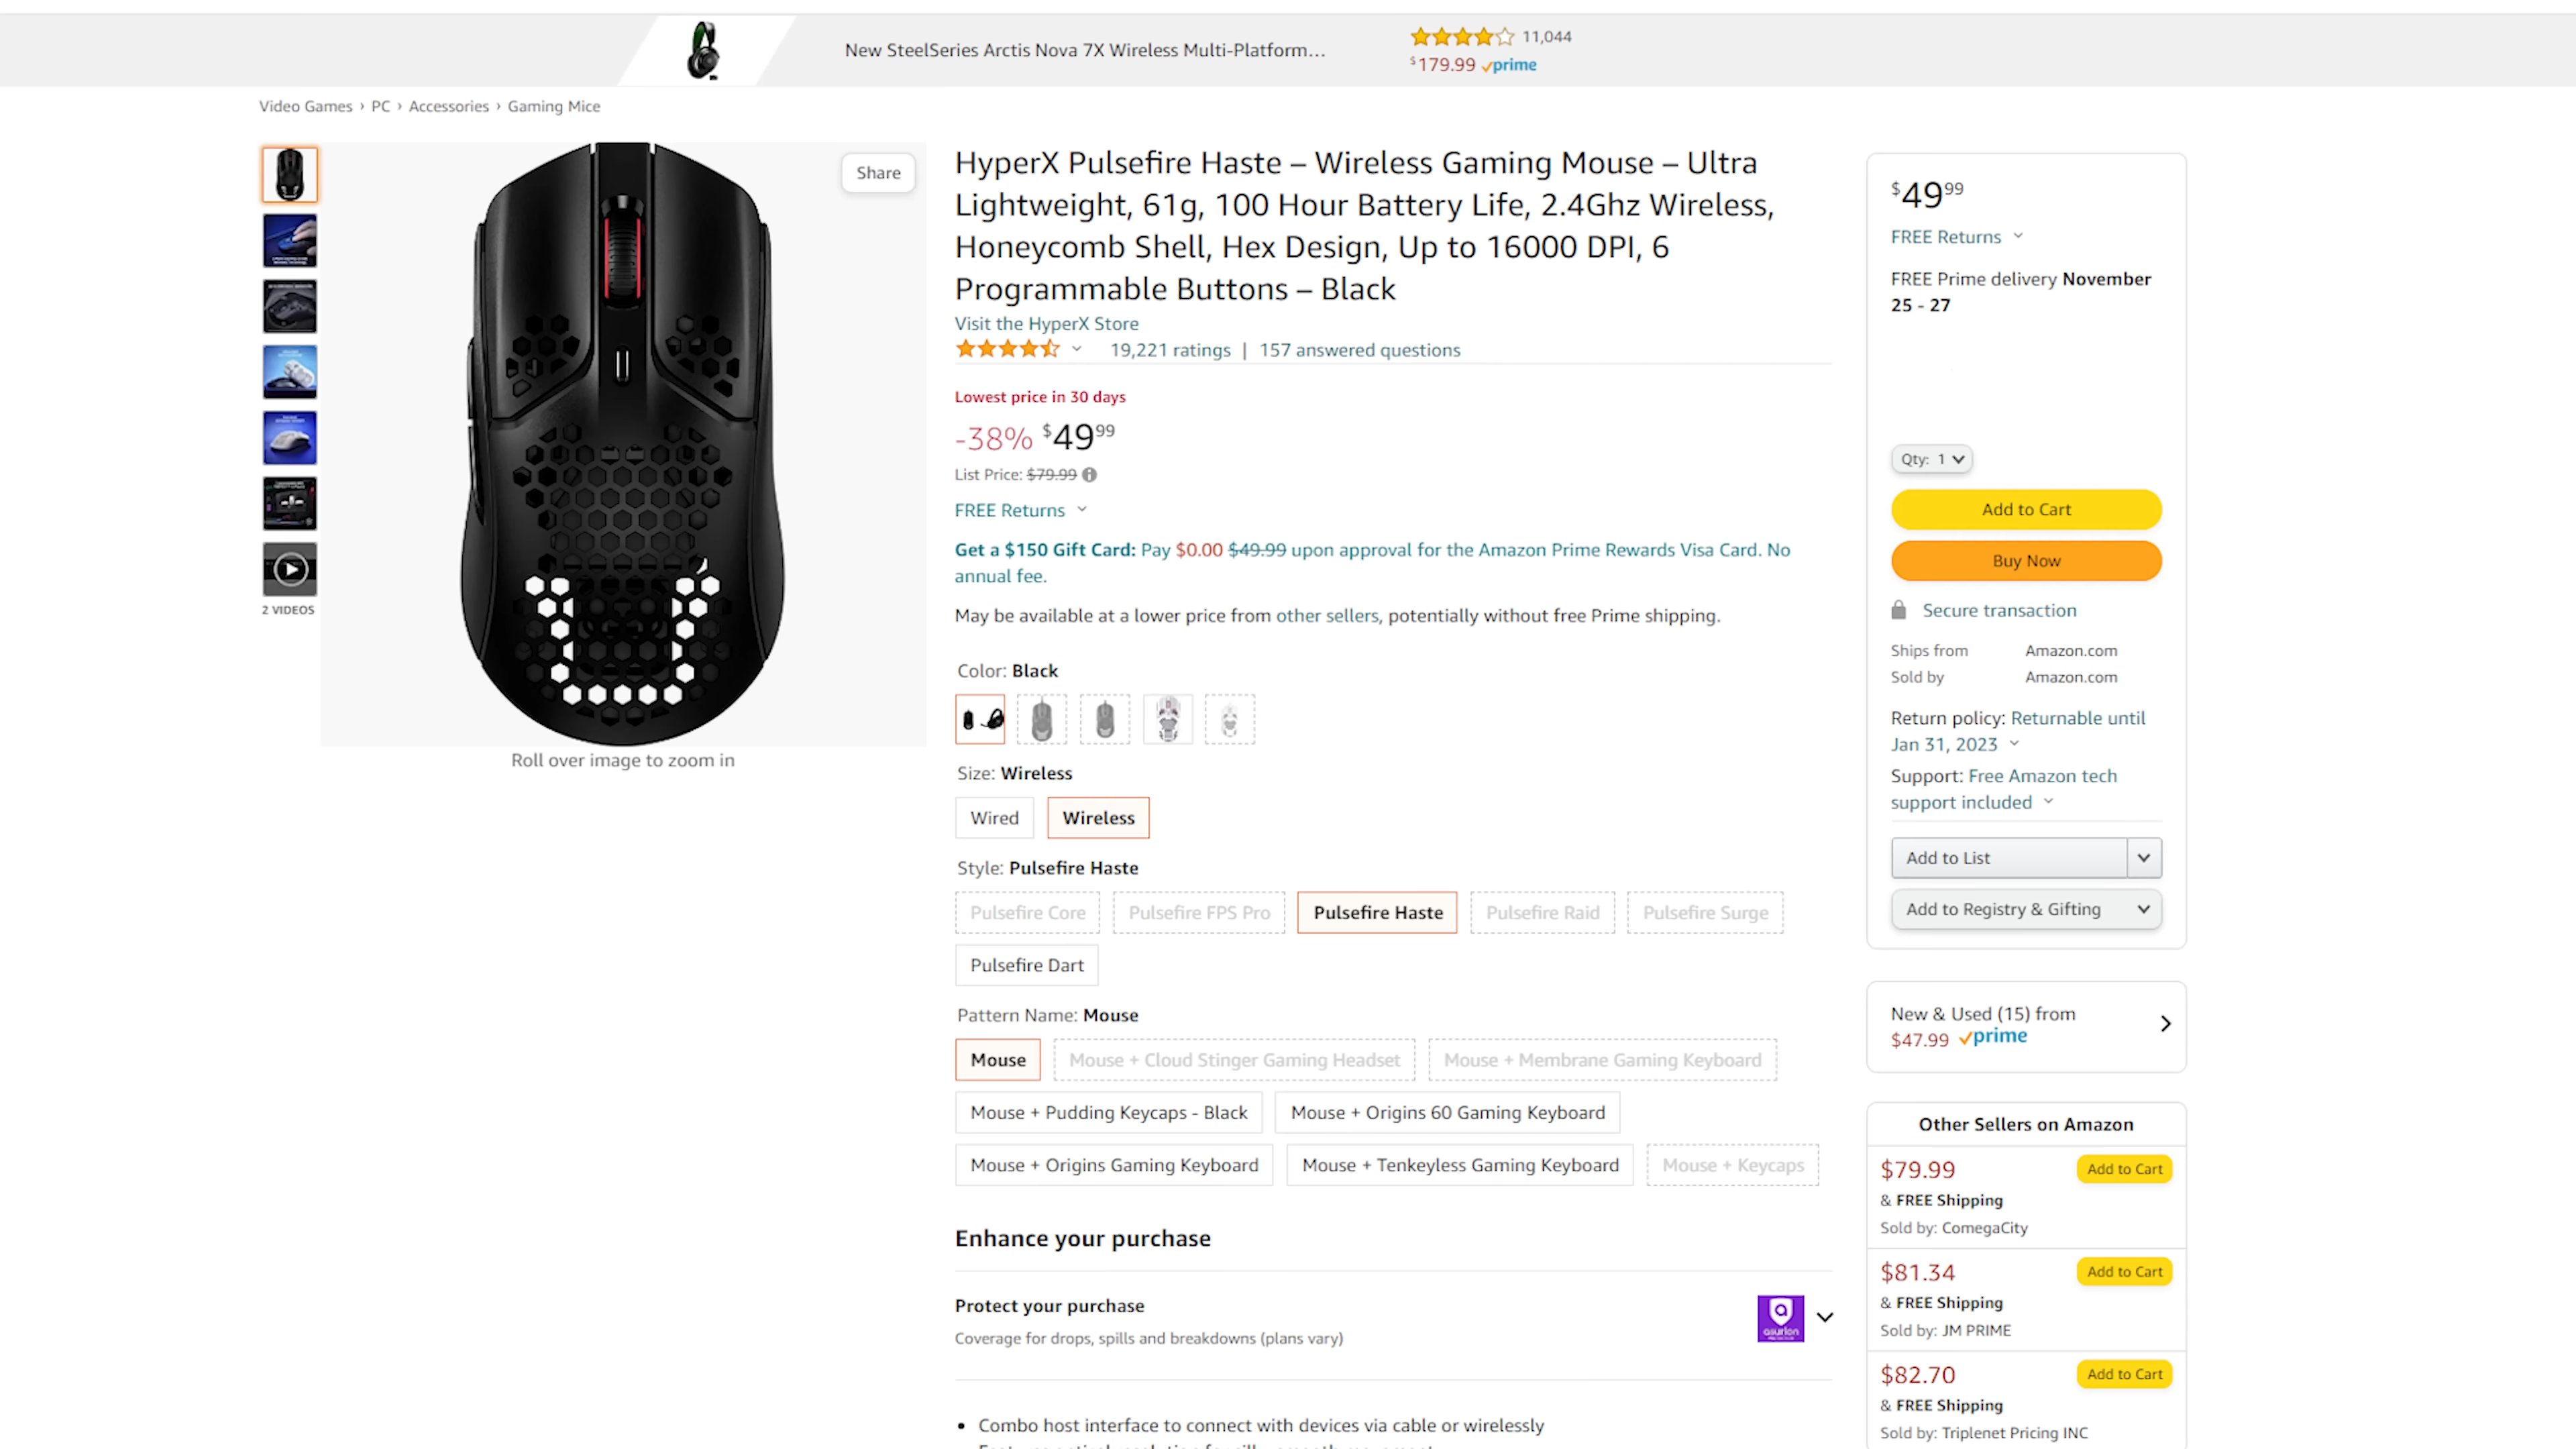 New SteelSeries Arctis Nova 7X Wireless Multi-Platform...
11,044
$179.99 prime
Video Games › PC › Accessories › Gaming Mice
Share
2 VIDEOS
Roll over image to zoom in
HyperX Pulsefire Haste – Wireless Gaming Mouse – Ultra
Lightweight, 61g, 100 Hour Battery Life, 2.4Ghz Wireless,
Honeycomb Shell, Hex Design, Up to 16000 DPI, 6
Programmable Buttons – Black
Visit the HyperX Store
19,221 ratings | 157 answered questions
Lowest price in 30 days
-38% $49 99
List Price: $79.99
FREE Returns
Get a $150 Gift Card: Pay $0.00 $49.99 upon approval for the Amazon Prime Rewards Visa Card. No
annual fee.
May be available at a lower price from other sellers, potentially without free Prime shipping.
Color: Black
Size: Wireless
Wired Wireless
Style: Pulsefire Haste
Pulsefire Core Pulsefire FPS Pro Pulsefire Haste Pulsefire Raid Pulsefire Surge
Pulsefire Dart
Pattern Name: Mouse
Mouse Mouse + Cloud Stinger Gaming Headset Mouse + Membrane Gaming Keyboard
Mouse + Pudding Keycaps - Black Mouse + Origins 60 Gaming Keyboard
Mouse + Origins Gaming Keyboard Mouse + Tenkeyless Gaming Keyboard Mouse + Keycaps
Enhance your purchase
Protect your purchase
asurion
Coverage for drops, spills and breakdowns (plans vary)
• Combo host interface to connect with devices via cable or wirelessly
$49 99
FREE Returns
FREE Prime delivery November
25 - 27
Qty: 1
Add to Cart
Buy Now
Secure transaction
Ships from Amazon.com
Sold by Amazon.com
Return policy: Returnable until
Jan 31, 2023
Support: Free Amazon tech
support included
Add to List
Add to Registry & Gifting
New & Used (15) from
$47.99 prime
Other Sellers on Amazon
$79.99 Add to Cart
& FREE Shipping
Sold by: ComegaCity
$81.34 Add to Cart
& FREE Shipping
Sold by: JM PRIME
$82.70 Add to Cart
& FREE Shipping
Sold by: Triplenet Pricing INC